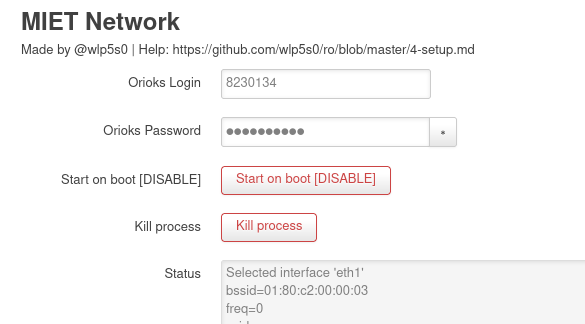 MIET Network
Made by @wlp5s0 | Help: https://github.com/wlp5s0/ro/blob/master/4-setup.md
Orioks Login 8230134
Orioks Password ●●●●●●●●●● *
Start on boot [DISABLE] Start on boot [DISABLE]
Kill process Kill process
Status Selected interface 'eth1'
bssid=01:80:c2:00:00:03
freq=0